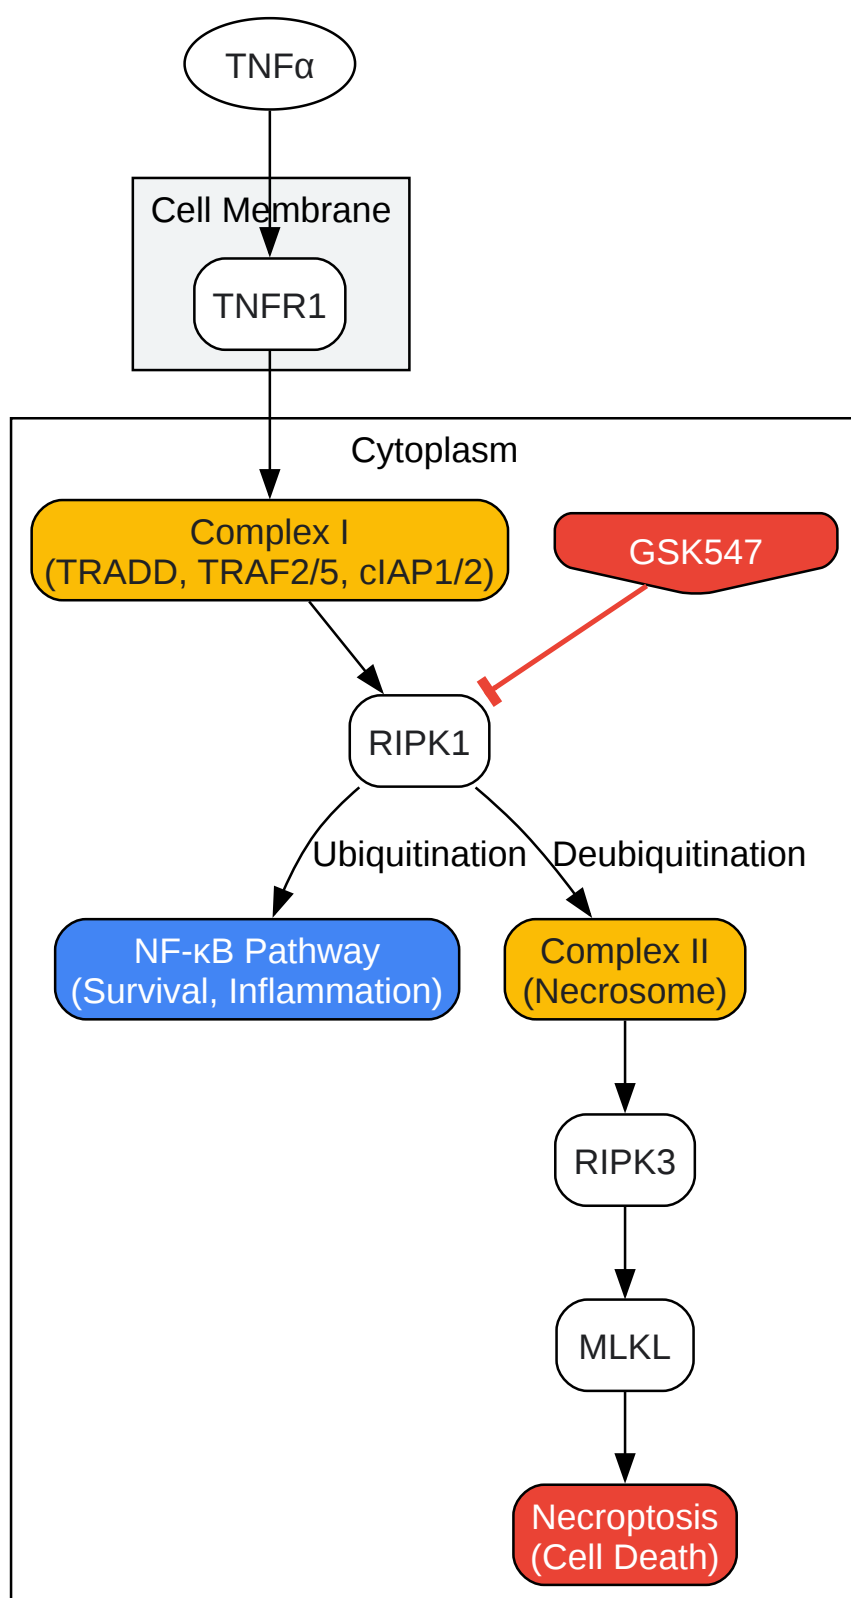 TNFα
Cell Membrane
TNFR1
Cytoplasm
Complex I
(TRADD, TRAF2/5, cIAP1/2)
GSK547
RIPK1
Ubiquitination
Deubiquitination
NF-κB Pathway
(Survival, Inflammation)
Complex II
(Necrosome)
RIPK3
MLKL
Necroptosis
(Cell Death)